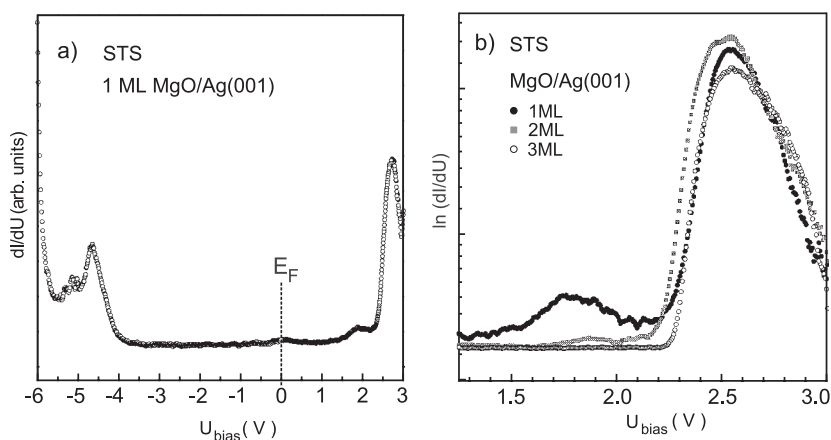 a) STS
1 ML MgO/Ag(001)
dI/dU (arb. units)
E_F
-6 -5 -4 -3 -2 -1 0 1 2 3
U_bias ( V )
b) STS
MgO/Ag(001)
1ML
2ML
3ML
ln (dI/dU)
1.5 2.0 2.5 3.0
U_bias ( V )